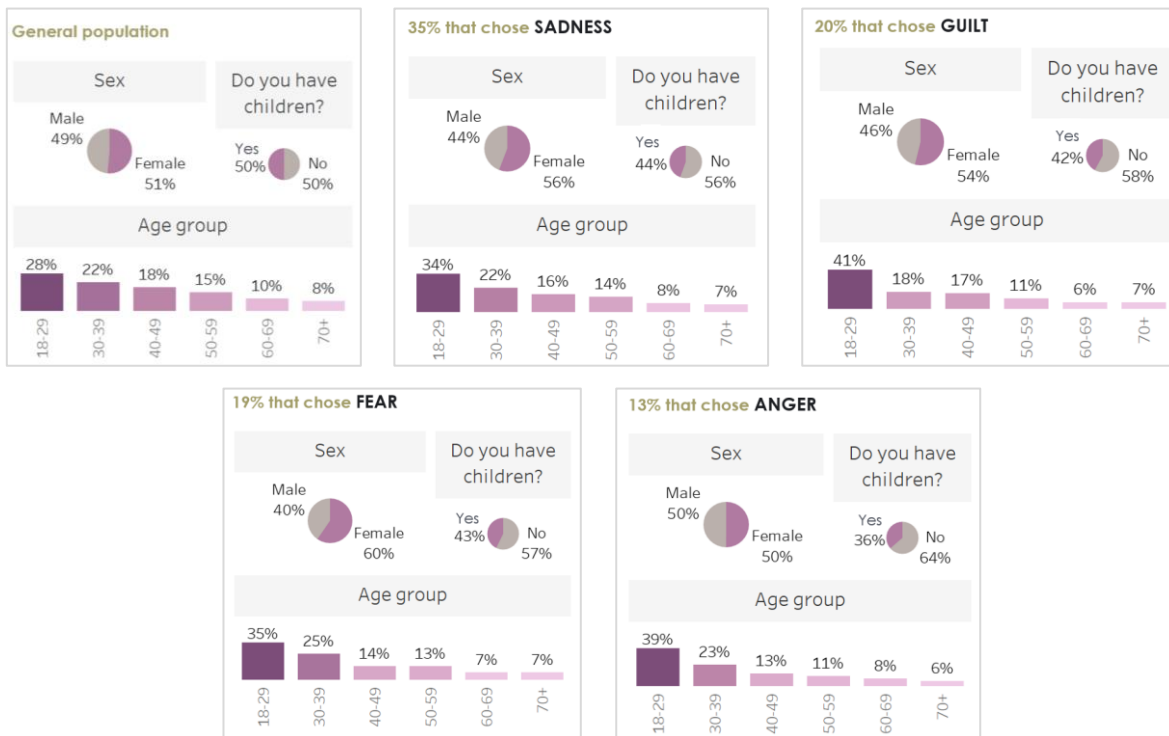 General population
Sex
Do you have
children?
Male
49%
Female
51%
Yes
50%
No
50%
Age group
28%
22%
18%
15%
10%
8%
18-29
30-39
40-49
50-59
60-69
70+
35% that chose SADNESS
Sex
Do you have
children?
Male
44%
Female
56%
Yes
44%
No
56%
Age group
34%
22%
16%
14%
8%
7%
18-29
30-39
40-49
50-59
60-69
70+
20% that chose GUILT
Sex
Do you have
children?
Male
46%
Female
54%
Yes
42%
No
58%
Age group
41%
18%
17%
11%
6%
7%
18-29
30-39
40-49
50-59
60-69
70+
19% that chose FEAR
Sex
Do you have
children?
Male
40%
Female
60%
Yes
43%
No
57%
Age group
35%
25%
14%
13%
7%
7%
18-29
30-39
40-49
50-59
60-69
70+
13% that chose ANGER
Sex
Do you have
children?
Male
50%
Female
50%
Yes
36%
No
64%
Age group
39%
23%
13%
11%
8%
6%
18-29
30-39
40-49
50-59
60-69
70+